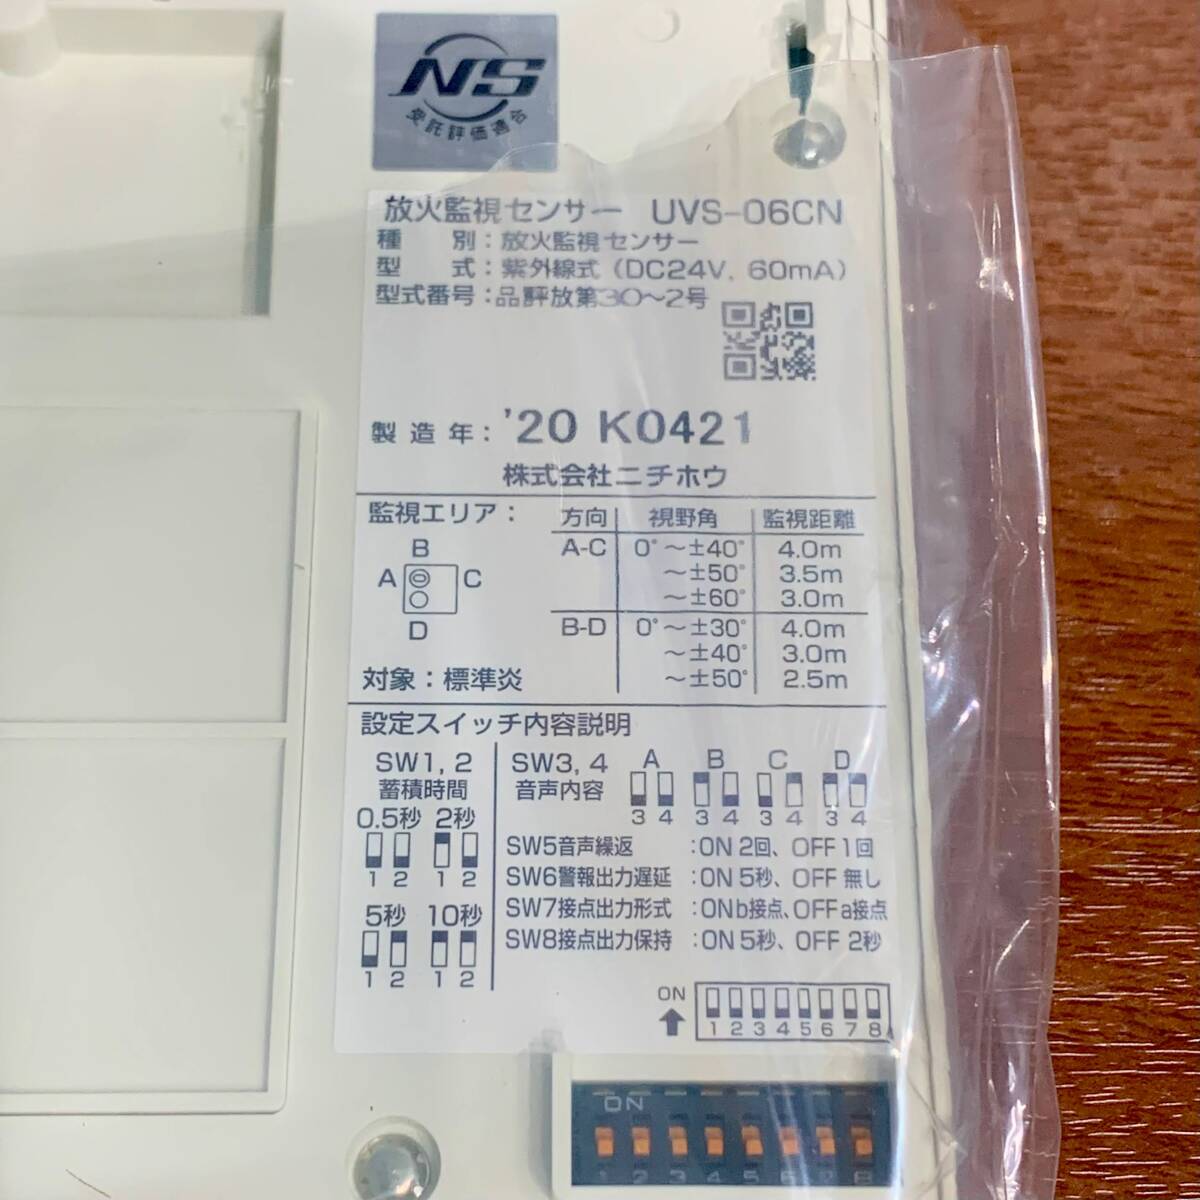 NS
受託評価適合
放火監視センサー UVS-06CN
種 別：放火監視センサー
型 式：紫外線式（DC24V, 60mA）
型式番号：品評放第30〜2号
製造年：'20 K0421
株式会社ニチホウ
監視エリア：
方向 視野角 監視距離
A-C 0°〜±40° 4.0m
〜±50° 3.5m
〜±60° 3.0m
B-D 0°〜±30° 4.0m
〜±40° 3.0m
〜±50° 2.5m
B
A C
D
対象：標準炎
設定スイッチ内容説明
SW1, 2
蓄積時間
0.5秒 2秒
1 2 1 2
5秒 10秒
1 2 1 2
SW3, 4
音声内容
A B C D
3 4 3 4 3 4 3 4
SW5音声繰返 ：ON 2回、OFF 1回
SW6警報出力遅延 ：ON 5秒、OFF 無し
SW7接点出力形式 ：ONb接点、OFFa接点
SW8接点出力保持 ：ON 5秒、OFF 2秒
ON
1 2 3 4 5 6 7 8
ON
1 2 3 4 5 6 7 8